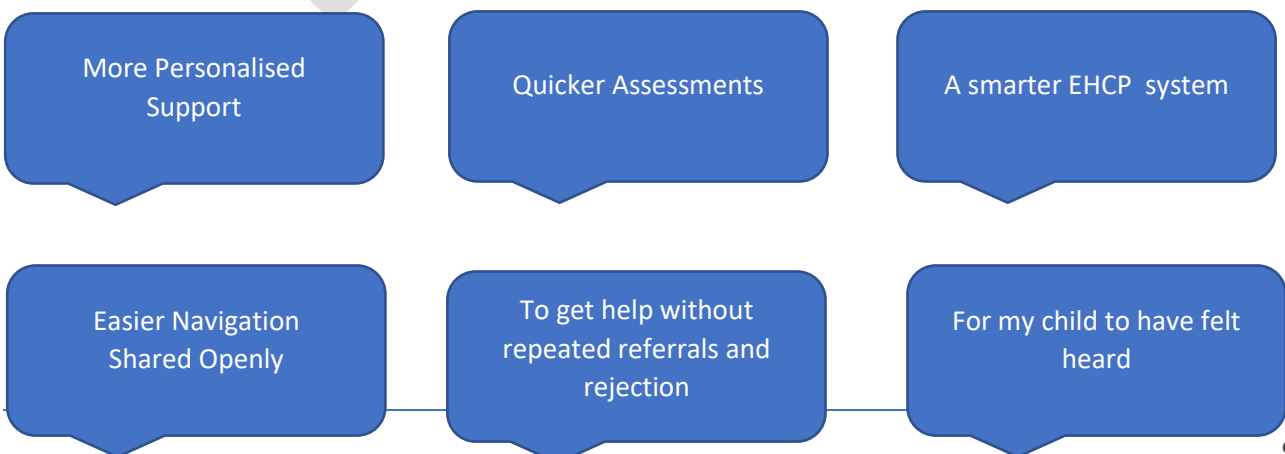 More Personalised
Support
Quicker Assessments
A smarter EHCP  system
Easier Navigation
Shared Openly
To get help without
repeated referrals and
rejection
For my child to have felt
heard